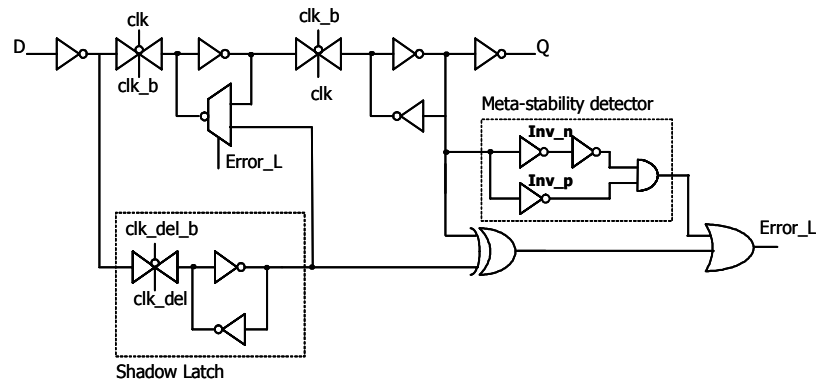 clk
clk_b
D
Q
clk_b
clk
Meta-stability detector
Inv_n
Error_L
Inv_p
Error_L
clk_del_b
clk_del
Shadow Latch